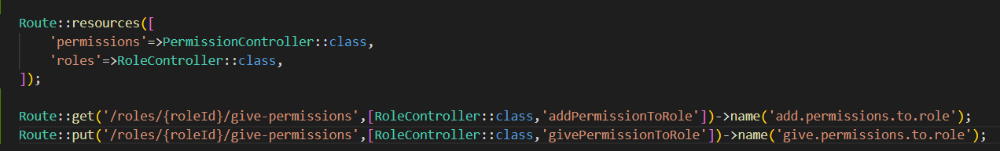 Route::resources([
'permissions'=>PermissionController::class,
'roles'=>RoleController::class,
]);
Route::get('/roles/{roleId}/give-permissions',[RoleController::class,'addPermissionToRole'])->name('add.permissions.to.role');
Route::put('/roles/{roleId}/give-permissions',[RoleController::class,'givePermissionToRole'])->name('give.permissions.to.role');